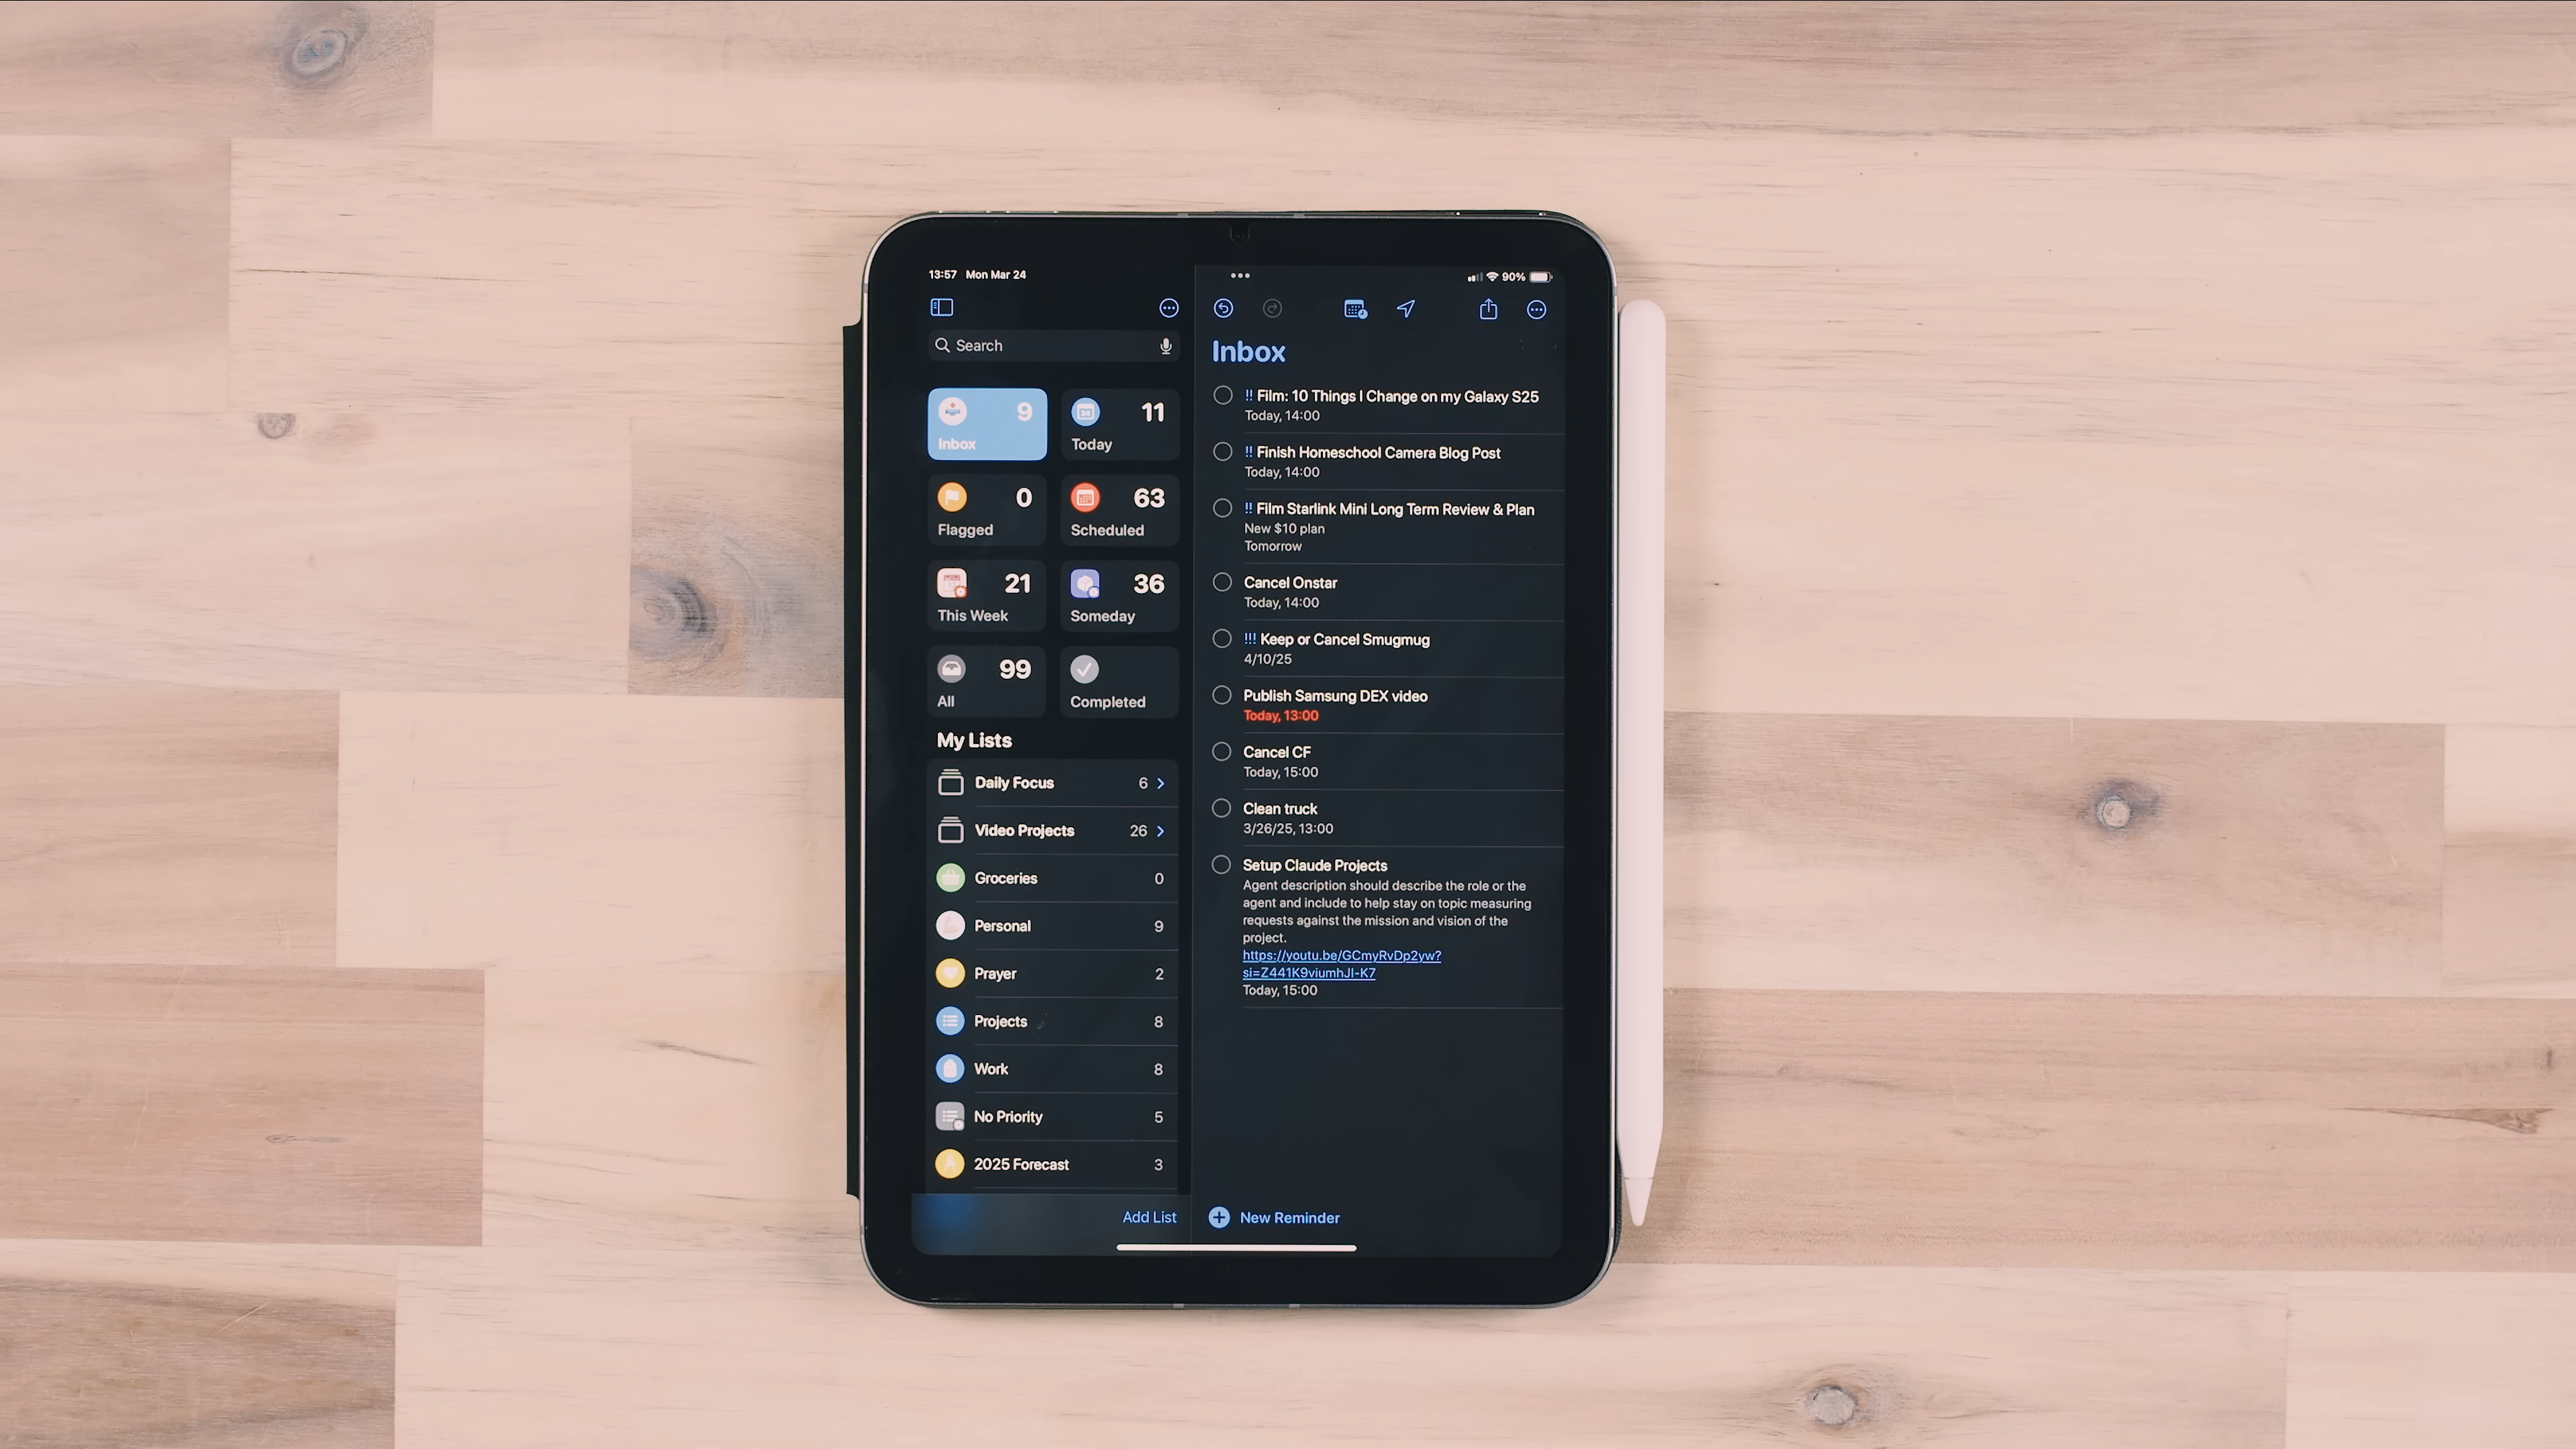 13:57 Mon Mar 24
Search
9
Inbox
11
Today
0
Flagged
63
Scheduled
21
This Week
36
Someday
99
All
Completed
My Lists
Daily Focus 6
Video Projects 26
Groceries 0
Personal 9
Prayer 2
Projects 8
Work 8
No Priority 5
2025 Forecast 3
Add List
90%
Inbox
!! Film: 10 Things I Change on my Galaxy S25
Today, 14:00
!! Finish Homeschool Camera Blog Post
Today, 14:00
!! Film Starlink Mini Long Term Review & Plan
New $10 plan
Tomorrow
Cancel Onstar
Today, 14:00
!!! Keep or Cancel Smugmug
4/10/25
Publish Samsung DEX video
Today, 13:00
Cancel CF
Today, 15:00
Clean truck
3/26/25, 13:00
Setup Claude Projects
Agent description should describe the role or the
agent and include to help stay on topic measuring
requests against the mission and vision of the
project.
https://youtu.be/GCmyRvDp2yw?
si=Z441K9viumhJI-K7
Today, 15:00
New Reminder